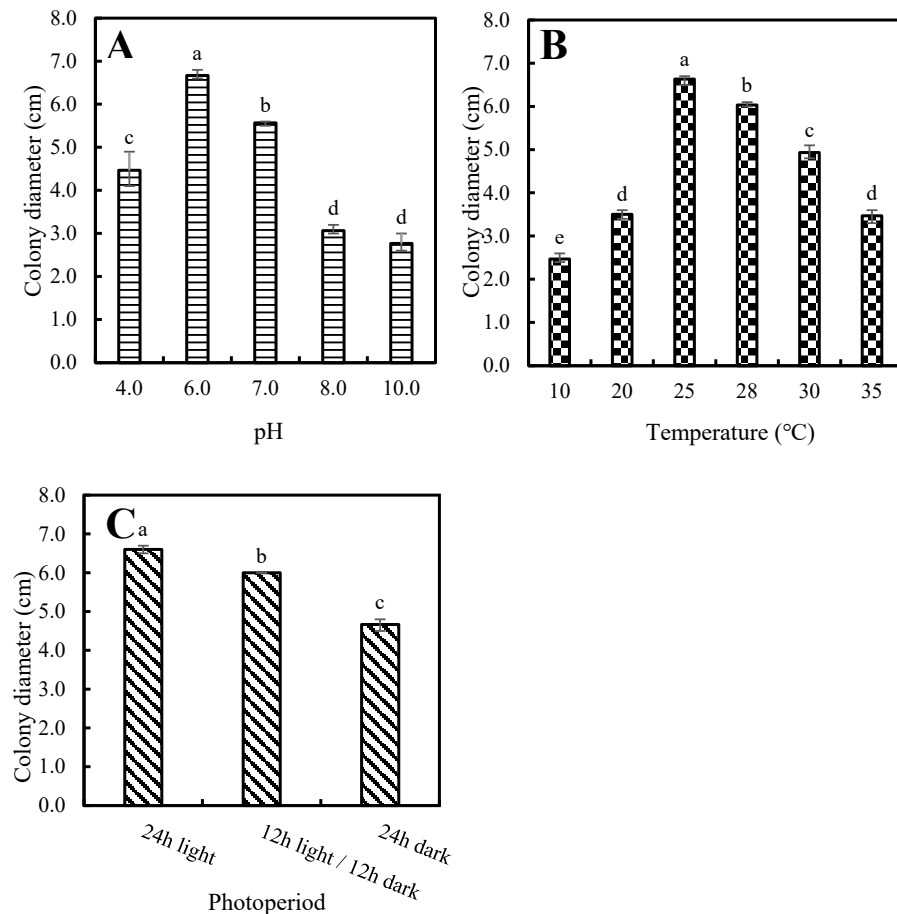 A
Colony diameter (cm)
8.0
7.0
6.0
5.0
4.0
3.0
2.0
1.0
0.0
c
a
b
d
d
4.0 6.0 7.0 8.0 10.0
pH
B
Colony diameter (cm)
8.0
7.0
6.0
5.0
4.0
3.0
2.0
1.0
0.0
e
d
a
b
c
d
10 20 25 28 30 35
Temperature (°C)
C
Colony diameter (cm)
8.0
7.0
6.0
5.0
4.0
3.0
2.0
1.0
0.0
a
b
c
24h light
12h light / 12h dark
24h dark
Photoperiod